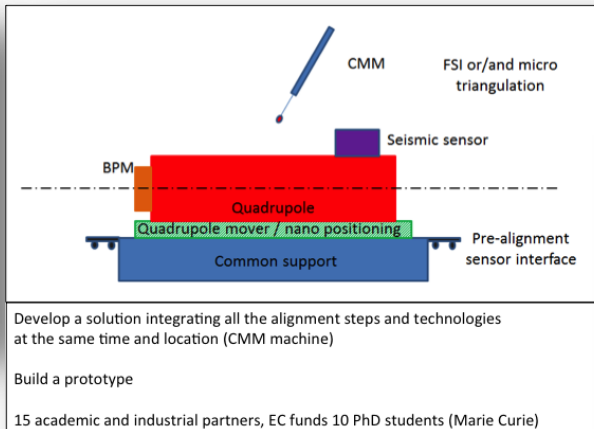 CMM
FSI or/and micro
triangulation
Seismic sensor
BPM
Quadrupole
Quadrupole mover / nano positioning
Pre-alignment
sensor interface
Common support
Develop a solution integrating all the alignment steps and technologies
at the same time and location (CMM machine)
Build a prototype
15 academic and industrial partners, EC funds 10 PhD students (Marie Curie)